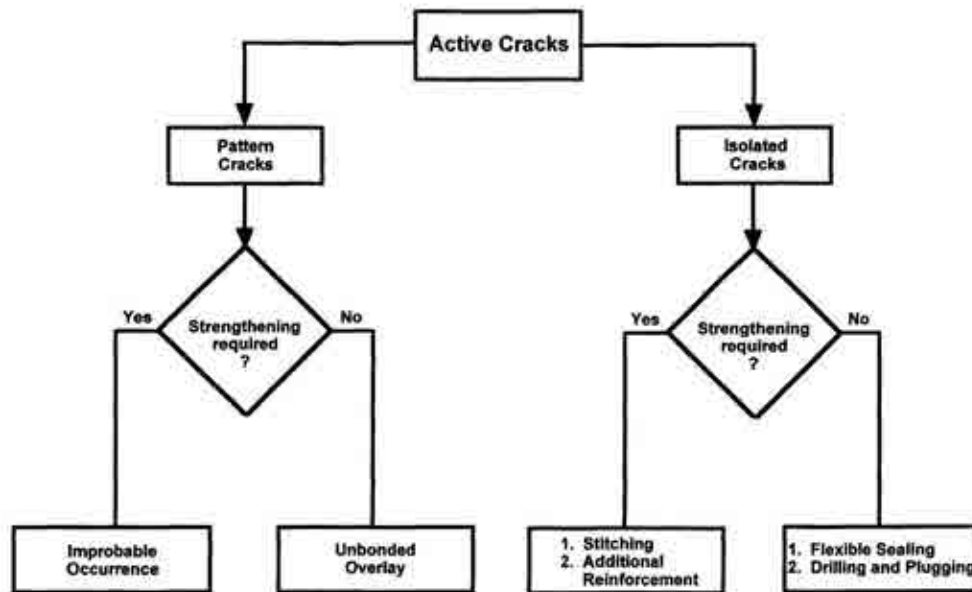 Active Cracks
Pattern
Cracks
Isolated
Cracks
Yes
Strengthening
required
?
No
Yes
Strengthening
required
?
No
Improbable
Occurrence
Unbonded
Overlay
1. Stitching
2. Additional
Reinforcement
1. Flexible Sealing
2. Drilling and Plugging